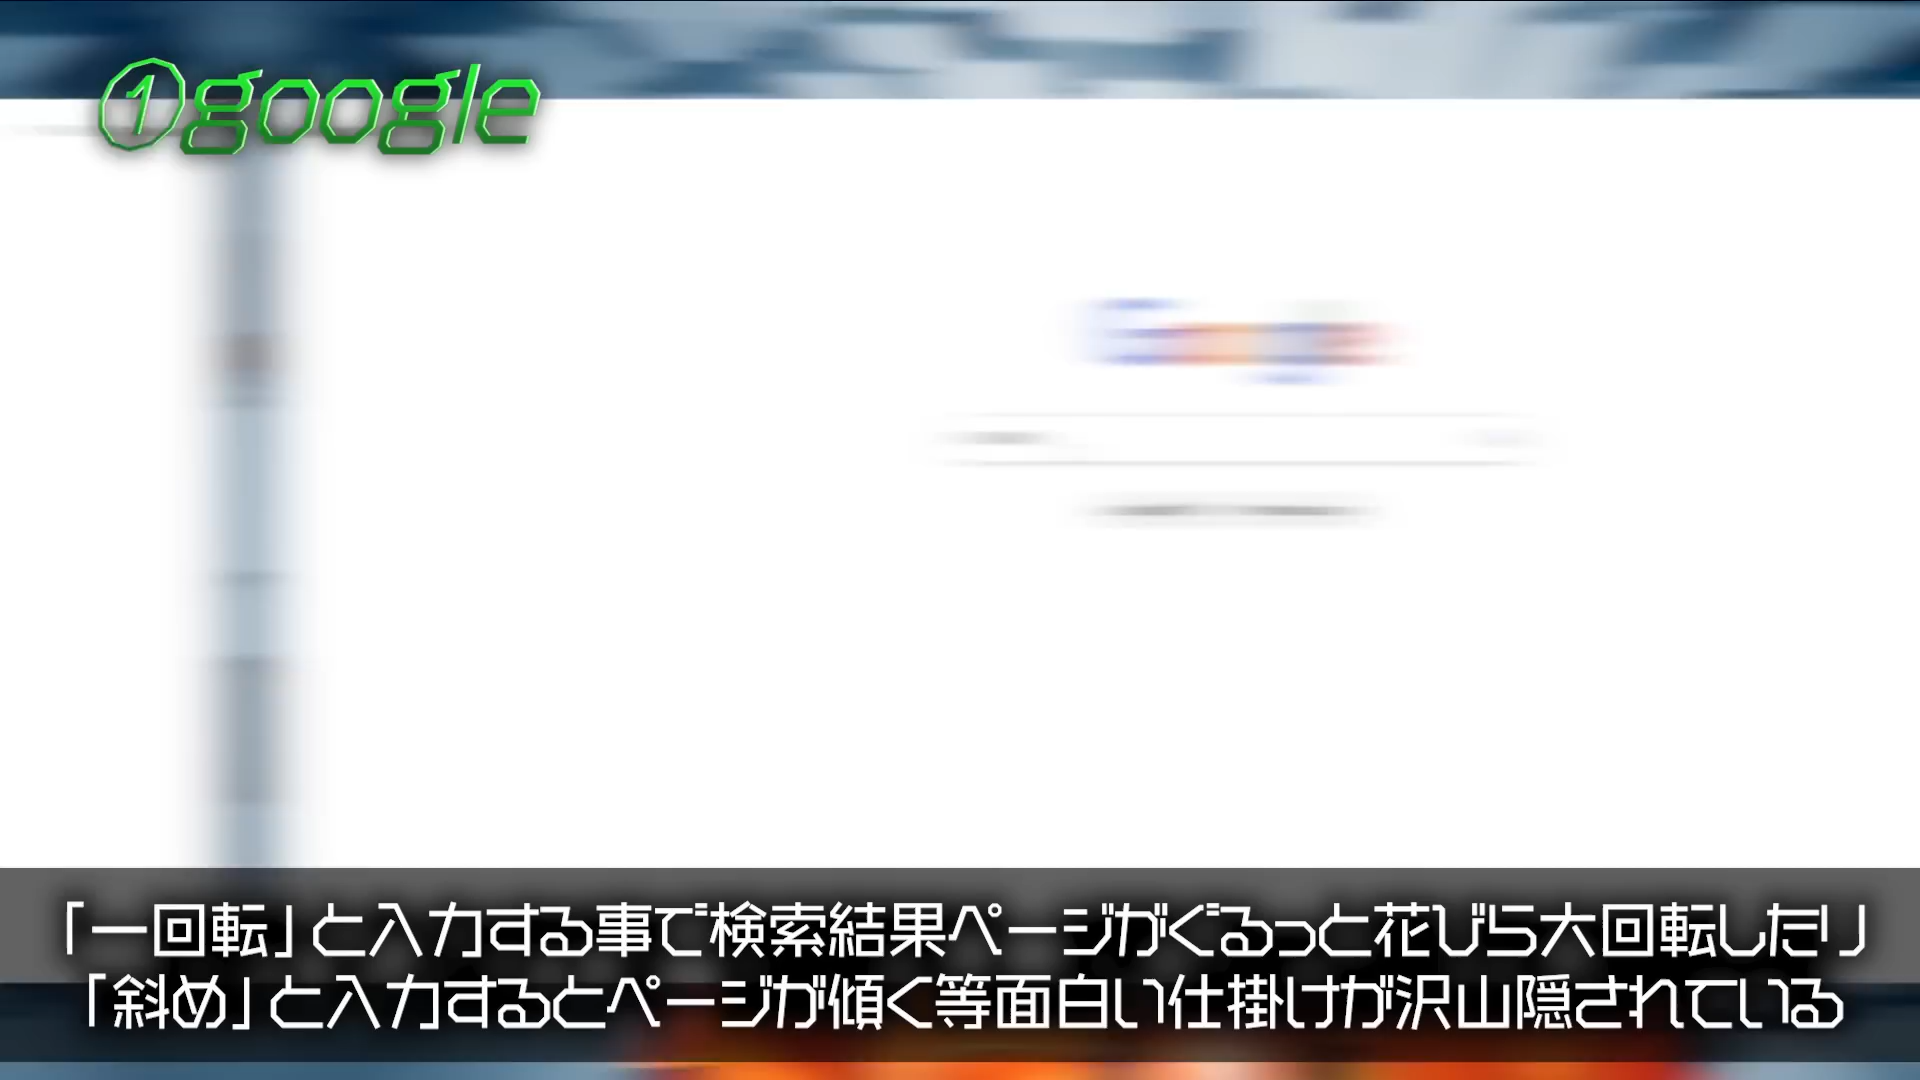 ①google
「一回転」と入力する事で検索結果ページがぐるっと花びら大回転したり
「斜め」と入力するとページが傾く等面白い仕掛けが沢山隠されている